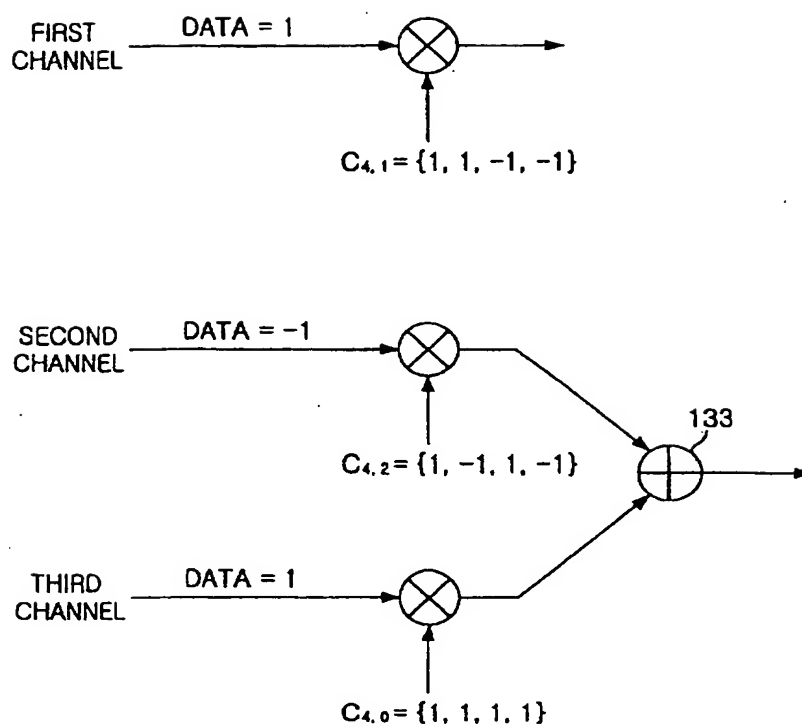 FIRST
CHANNEL
DATA = 1
C4, 1 = {1, 1, -1, -1}
SECOND
CHANNEL
DATA = -1
133
C4, 2 = {1, -1, 1, -1}
THIRD
CHANNEL
DATA = 1
C4, 0 = {1, 1, 1, 1}